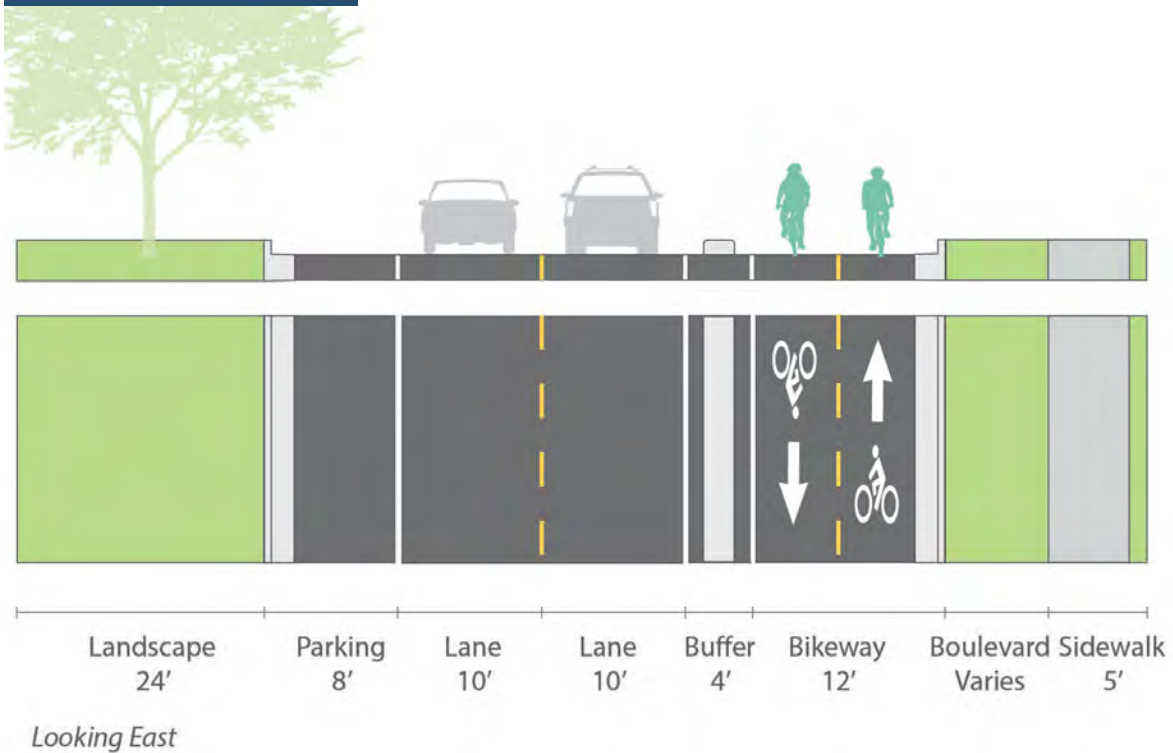 Landscape Parking Lane Lane Buffer Bikeway Boulevard Sidewalk
24’ 8’ 10’ 10’ 4’ 12’ Varies 5’
Looking East